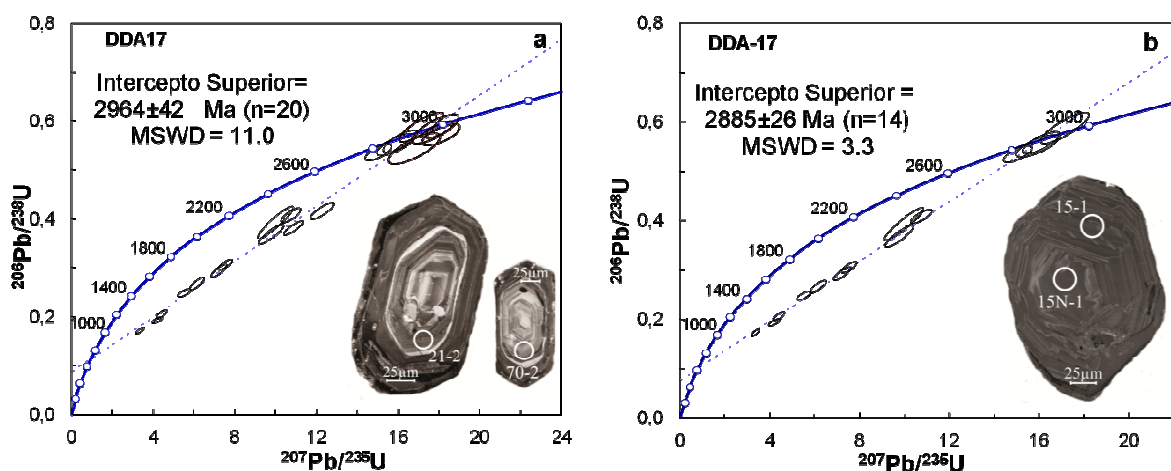 DDA17
a
Intercepto Superior=
2964±42 Ma (n=20)
MSWD = 11.0
0,8
0,6
0,4
0,2
0,0
206Pb/238U
1000
1400
1800
2200
2600
3000
21-2
25µm
25µm
70-2
0
4
8
12
16
20
24
207Pb/235U
DDA-17
b
Intercepto Superior =
2885±26 Ma (n=14)
MSWD = 3.3
0,8
0,6
0,4
0,2
0,0
206Pb/238U
1000
1400
1800
2200
2600
3000
15-1
15N-1
25µm
0
4
8
12
16
20
207Pb/235U